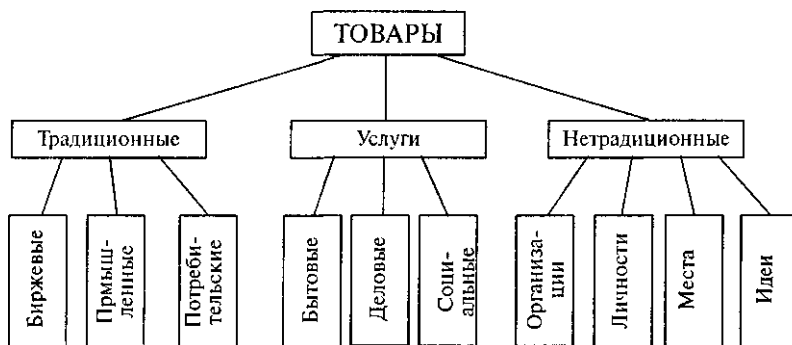 ТОВАРЫ
Традиционные
Услуги
Нетрадиционные
Биржевые
Прмыш-
ленные
Потреби-
тельские
Бытовые
Деловые
Соци-
альные
Организа-
ции
Личности
Места
Идеи